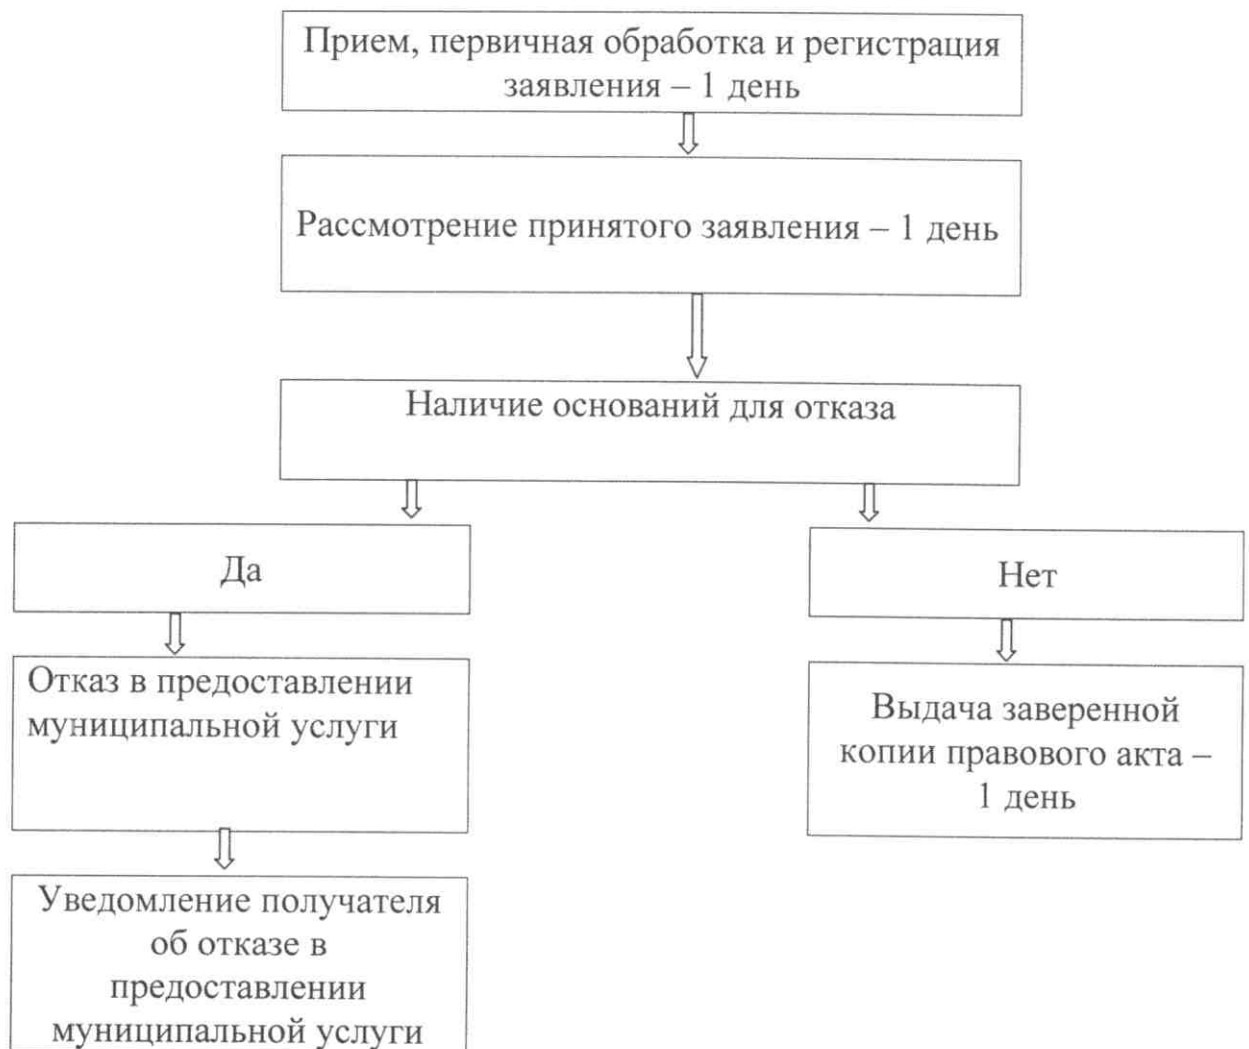 Прием, первичная обработка и регистрация
заявления – 1 день
Рассмотрение принятого заявления – 1 день
Наличие оснований для отказа
Да
Нет
Отказ в предоставлении
муниципальной услуги
Выдача заверенной
копии правового акта –
1 день
Уведомление получателя
об отказе в
предоставлении
муниципальной услуги